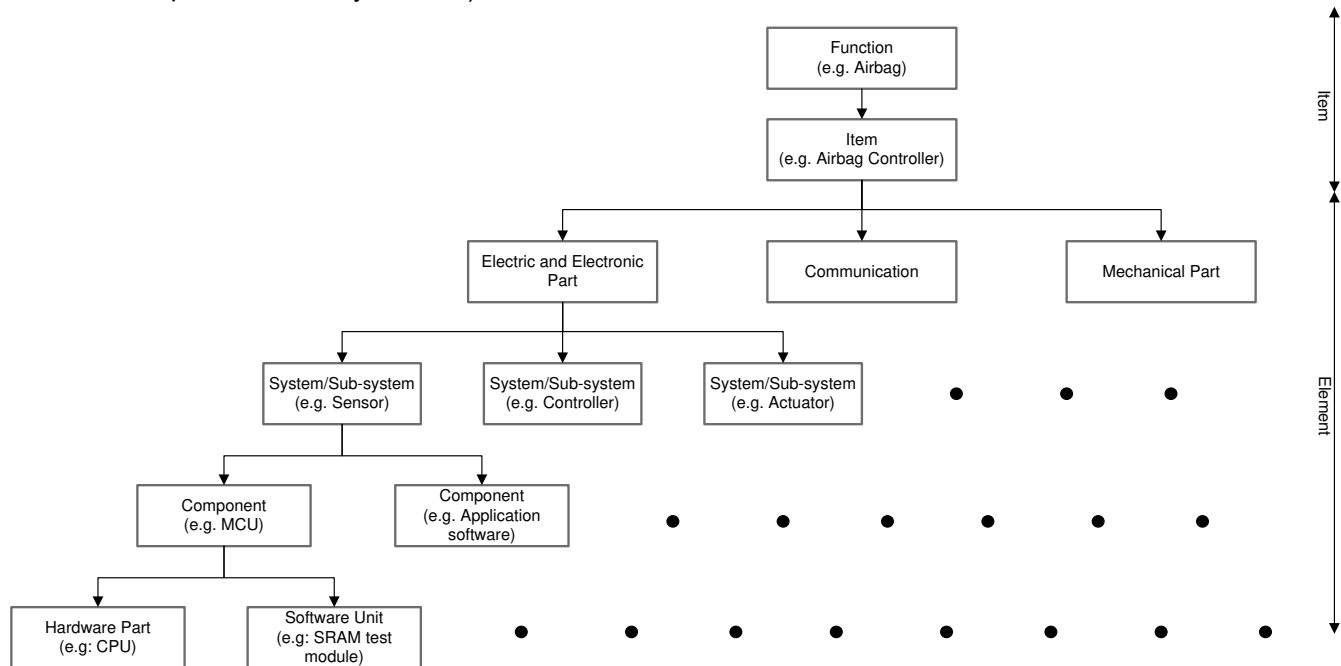 Function
(e.g. Airbag)
Item
(e.g. Airbag Controller)
Item
Electric and Electronic
Part
Communication
Mechanical Part
System/Sub-system
(e.g. Sensor)
System/Sub-system
(e.g. Controller)
System/Sub-system
(e.g. Actuator)
Element
Component
(e.g. MCU)
Component
(e.g. Application
software)
Hardware Part
(e.g: CPU)
Software Unit
(e.g: SRAM test
module)